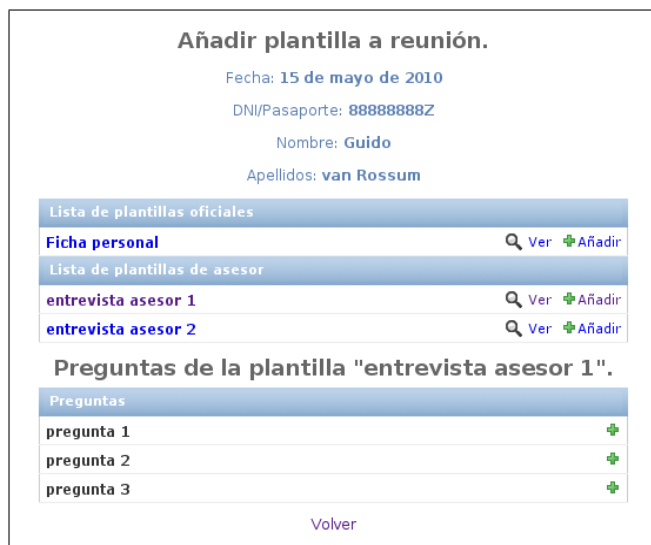 Añadir plantilla a reunión.
Fecha: 15 de mayo de 2010
DNI/Pasaporte: 88888888Z
Nombre: Guido
Apellidos: van Rossum
Lista de plantillas oficiales
Ficha personal Ver Añadir
Lista de plantillas de asesor
entrevista asesor 1 Ver Añadir
entrevista asesor 2 Ver Añadir
Preguntas de la plantilla "entrevista asesor 1".
Preguntas
pregunta 1
pregunta 2
pregunta 3
Volver